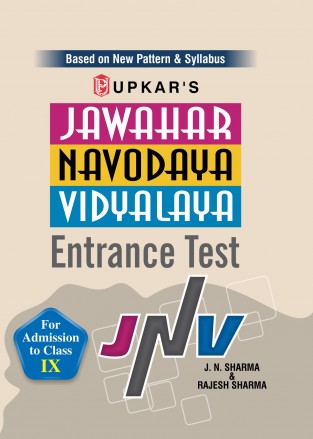 Based on New Pattern & Syllabus
UPKAR'S
JAWAHAR
NAVODAYA
VIDYALAYA
Entrance Test
JNV
For
Admission
to Class
IX
J. N. SHARMA
&
RAJESH SHARMA